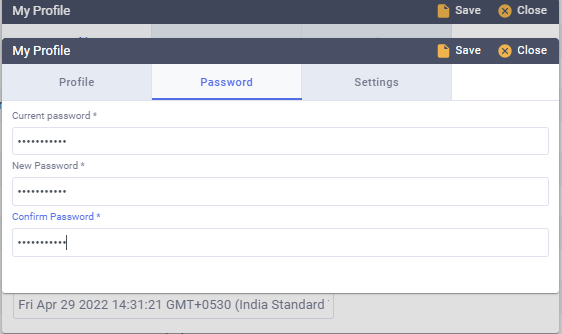 My Profile Save Close
My Profile Save Close
Profile Password Settings
Current password *
•••••••••••
New Password *
•••••••••••
Confirm Password *
•••••••••••
Fri Apr 29 2022 14:31:21 GMT+0530 (India Standard